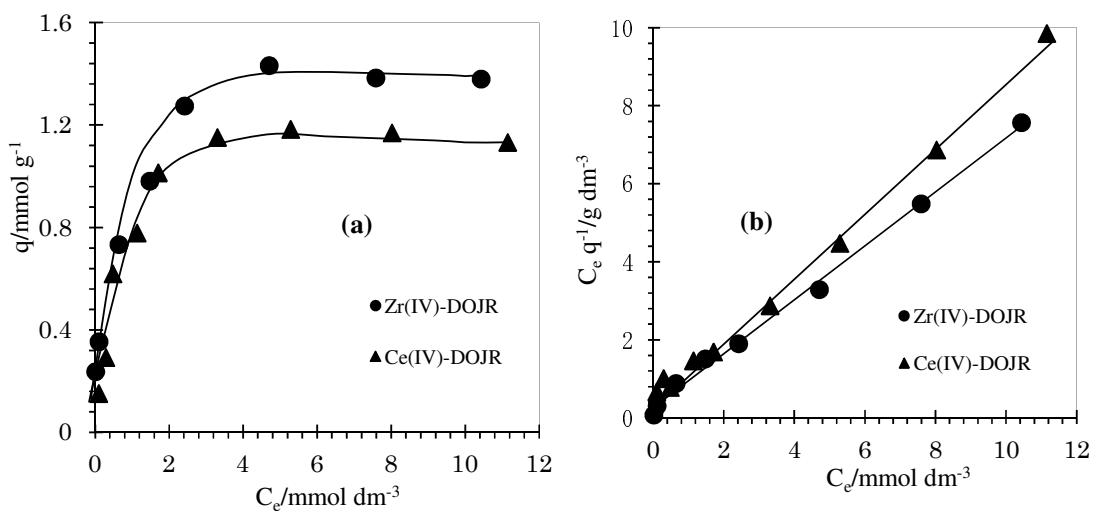 1.6
1.2
0.8
0.4
0
q/mmol g⁻¹
(a)
Zr(IV)-DOJR
Ce(IV)-DOJR
0 2 4 6 8 10 12
Cₑ/mmol dm⁻³
10
8
6
4
2
0
Cₑ q⁻¹/g dm⁻³
(b)
Zr(IV)-DOJR
Ce(IV)-DOJR
0 2 4 6 8 10 12
Cₑ/mmol dm⁻³